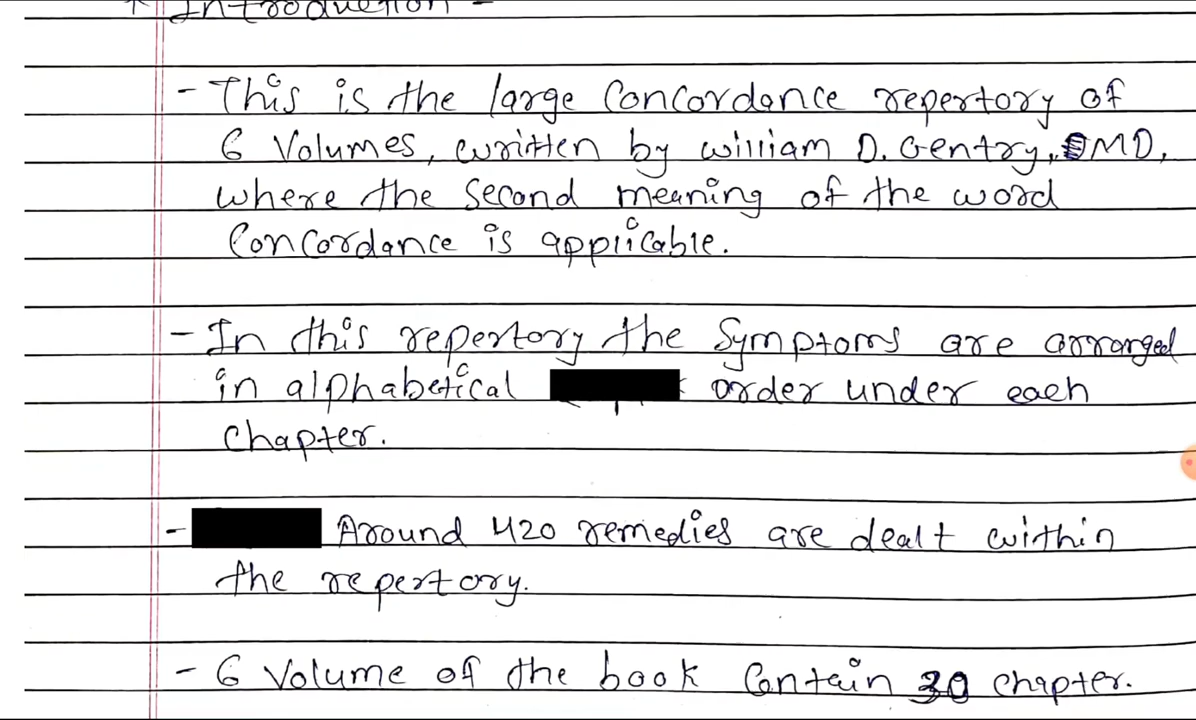 * Introduction -
- This is the large Concordance repertory of
6 Volumes, written by william D. Gentry, MD,
where the second meaning of the word
Concordance is applicable.
- In this repertory the Symptoms are arranged
in alphabetical order under each
Chapter.
- Around 420 remedies are dealt within
the repertory.
- 6 Volume of the book Contain 30 chapter.